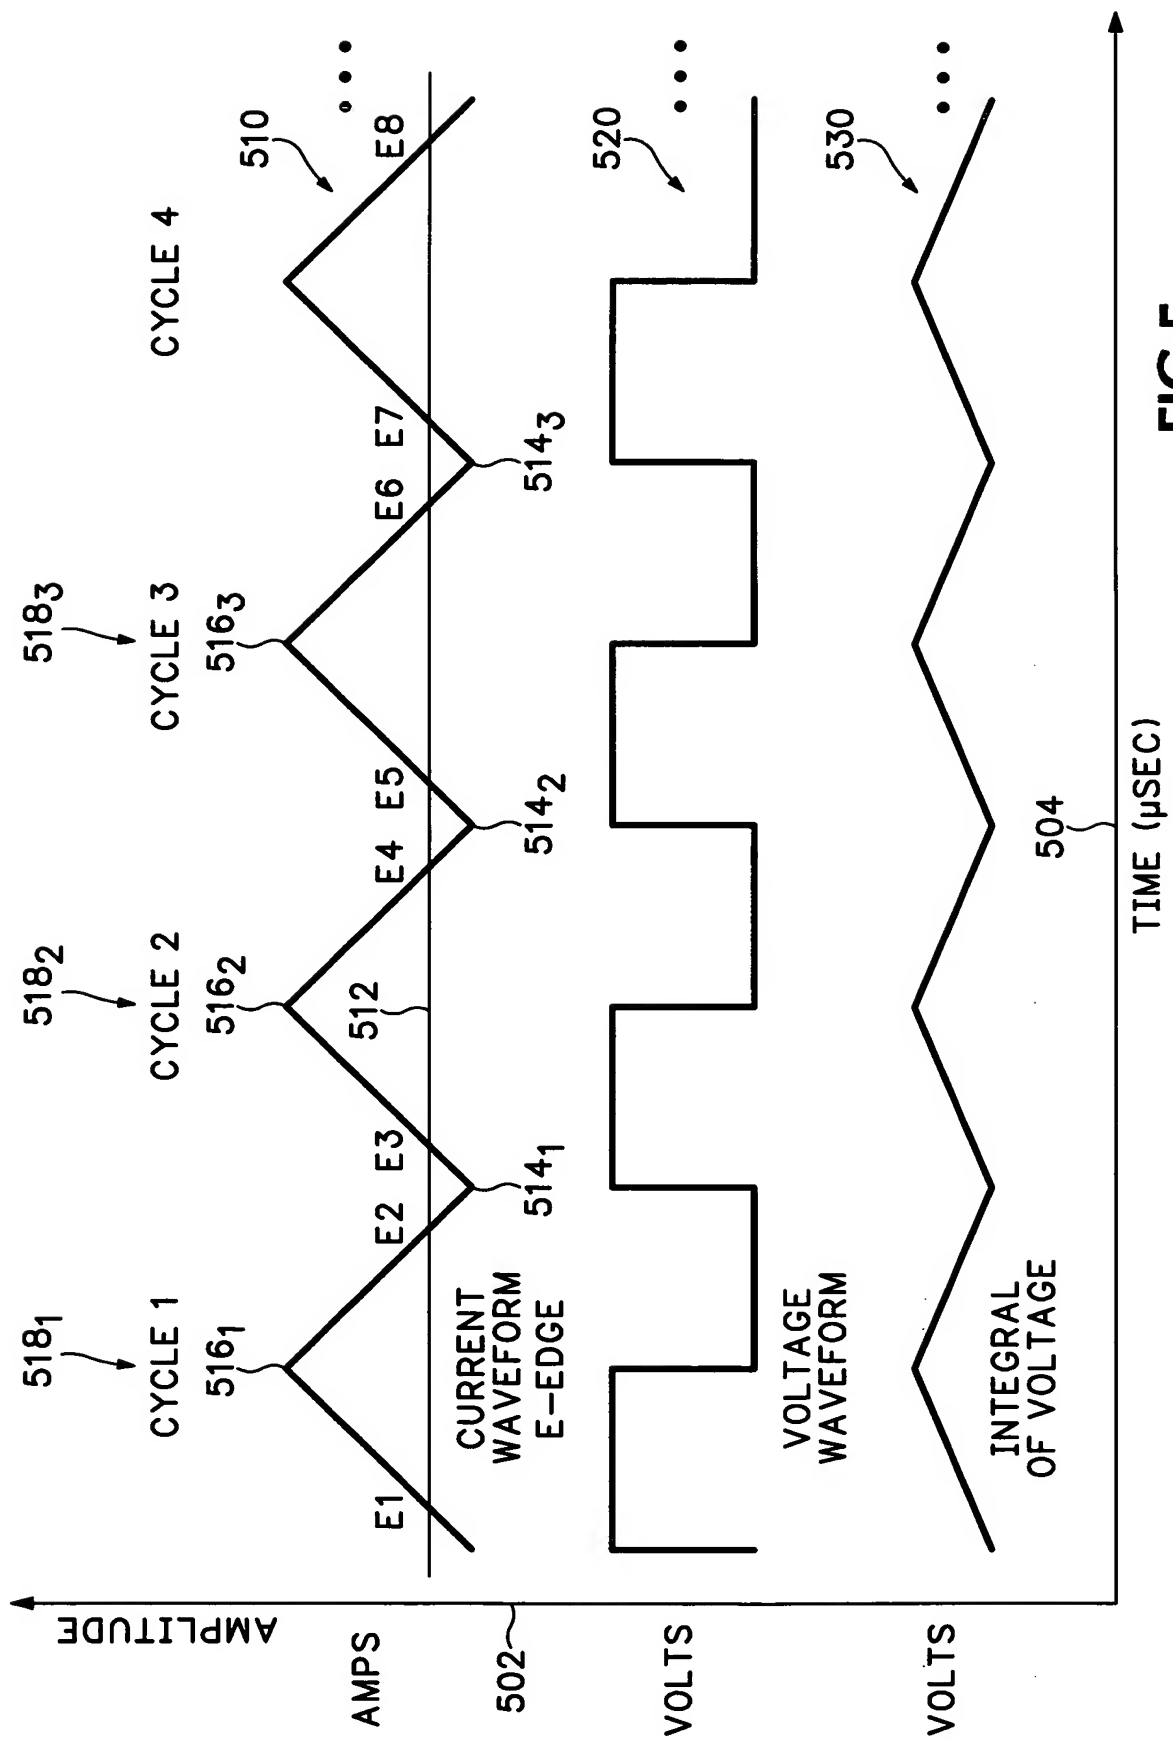 518₁
518₂
518₃
CYCLE 1
CYCLE 2
CYCLE 3
CYCLE 4
516₁
516₂
516₃
510
AMPLITUDE
AMPS
E1
E2
E3
512
E4
E5
E6
E7
E8
502
CURRENT
WAVEFORM
E-EDGE
514₁
514₂
514₃
520
VOLTS
VOLTAGE
WAVEFORM
530
VOLTS
INTEGRAL
OF VOLTAGE
504
TIME (µSEC)